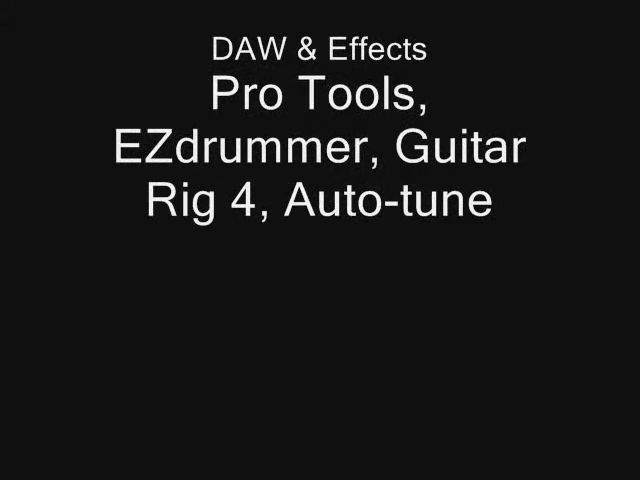 DAW & Effects
Pro Tools,
EZdrummer, Guitar
Rig 4, Auto-tune